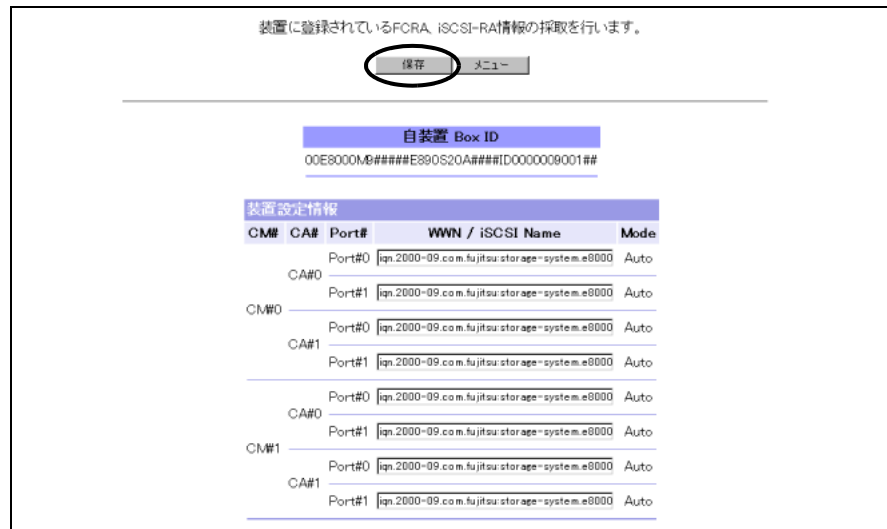 装置に登録されているFCRA、iSCSI-RA情報の採取を行います。
保存 メニュー
自装置 Box ID
00E8000M9#####E890S20A####ID0000009001##
装置設定情報
CM# CA# Port# WWN / iSCSI Name Mode
Port#0 iqn.2000-09.com.fujitsu:storage-system.e8000 Auto
CA#0
Port#1 iqn.2000-09.com.fujitsu:storage-system.e8000 Auto
CM#0
Port#0 iqn.2000-09.com.fujitsu:storage-system.e8000 Auto
CA#1
Port#1 iqn.2000-09.com.fujitsu:storage-system.e8000 Auto
Port#0 iqn.2000-09.com.fujitsu:storage-system.e8000 Auto
CA#0
Port#1 iqn.2000-09.com.fujitsu:storage-system.e8000 Auto
CM#1
Port#0 iqn.2000-09.com.fujitsu:storage-system.e8000 Auto
CA#1
Port#1 iqn.2000-09.com.fujitsu:storage-system.e8000 Auto